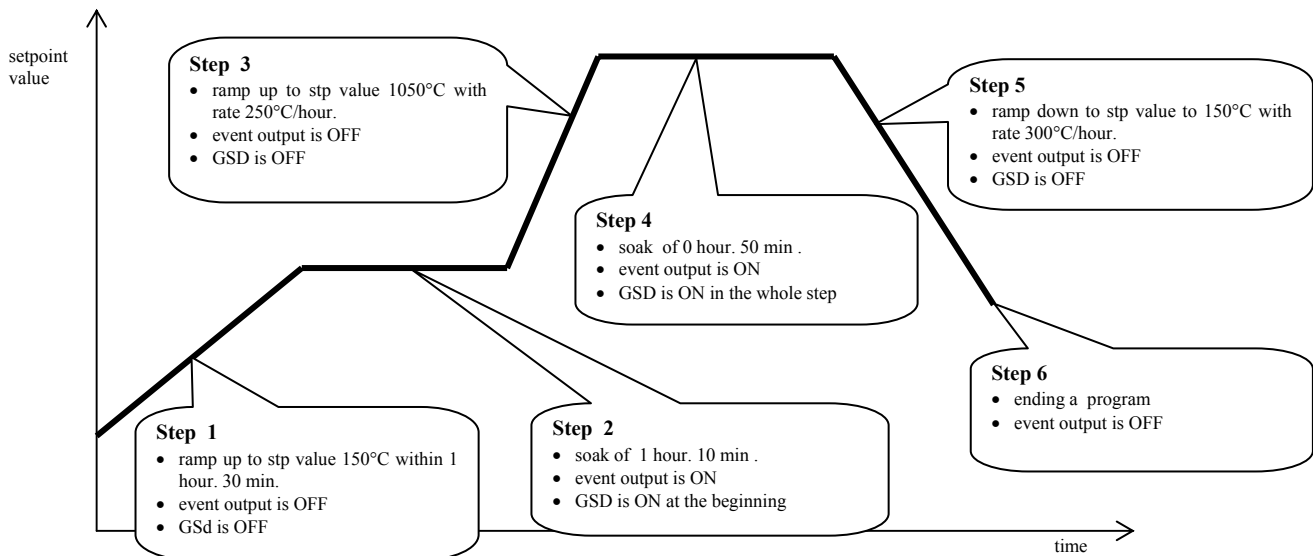 setpoint
value
Step 3
• ramp up to stp value 1050°C with
rate 250°C/hour.
• event output is OFF
• GSD is OFF
Step 5
• ramp down to stp value to 150°C with
rate 300°C/hour.
• event output is OFF
• GSD is OFF
Step 4
• soak of 0 hour. 50 min .
• event output is ON
• GSD is ON in the whole step
Step 6
• ending a program
• event output is OFF
Step 1
• ramp up to stp value 150°C within 1
hour. 30 min.
• event output is OFF
• GSd is OFF
Step 2
• soak of 1 hour. 10 min .
• event output is ON
• GSD is ON at the beginning
time